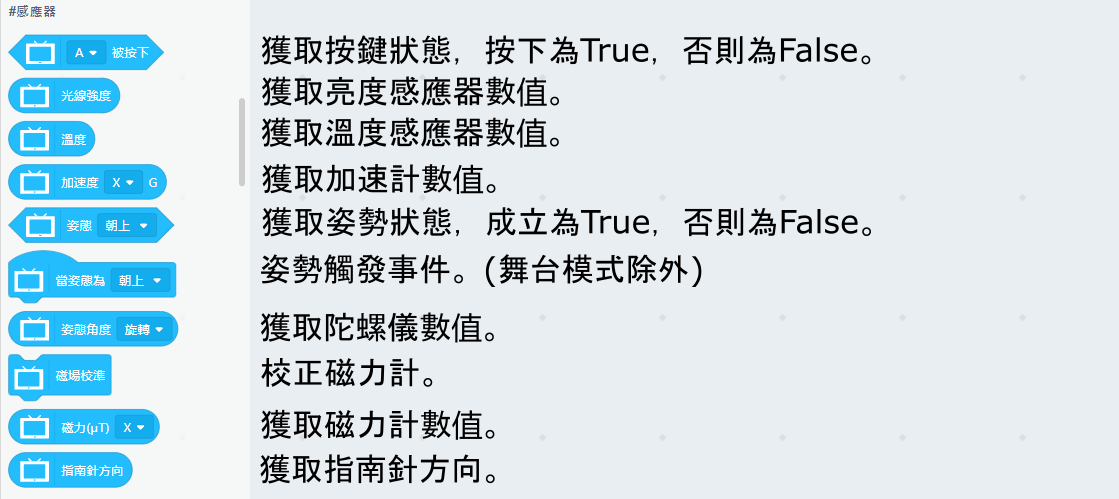 #感應器
A 被按下
獲取按鍵狀態，按下為True，否則為False。
光線強度
獲取亮度感應器數值。
溫度
獲取溫度感應器數值。
加速度 X G
獲取加速計數值。
姿態 朝上
獲取姿勢狀態，成立為True，否則為False。
當姿態為 朝上
姿勢觸發事件。(舞台模式除外)
姿態角度 旋轉
獲取陀螺儀數值。
磁場校準
校正磁力計。
磁力(μT) X
獲取磁力計數值。
指南針方向
獲取指南針方向。